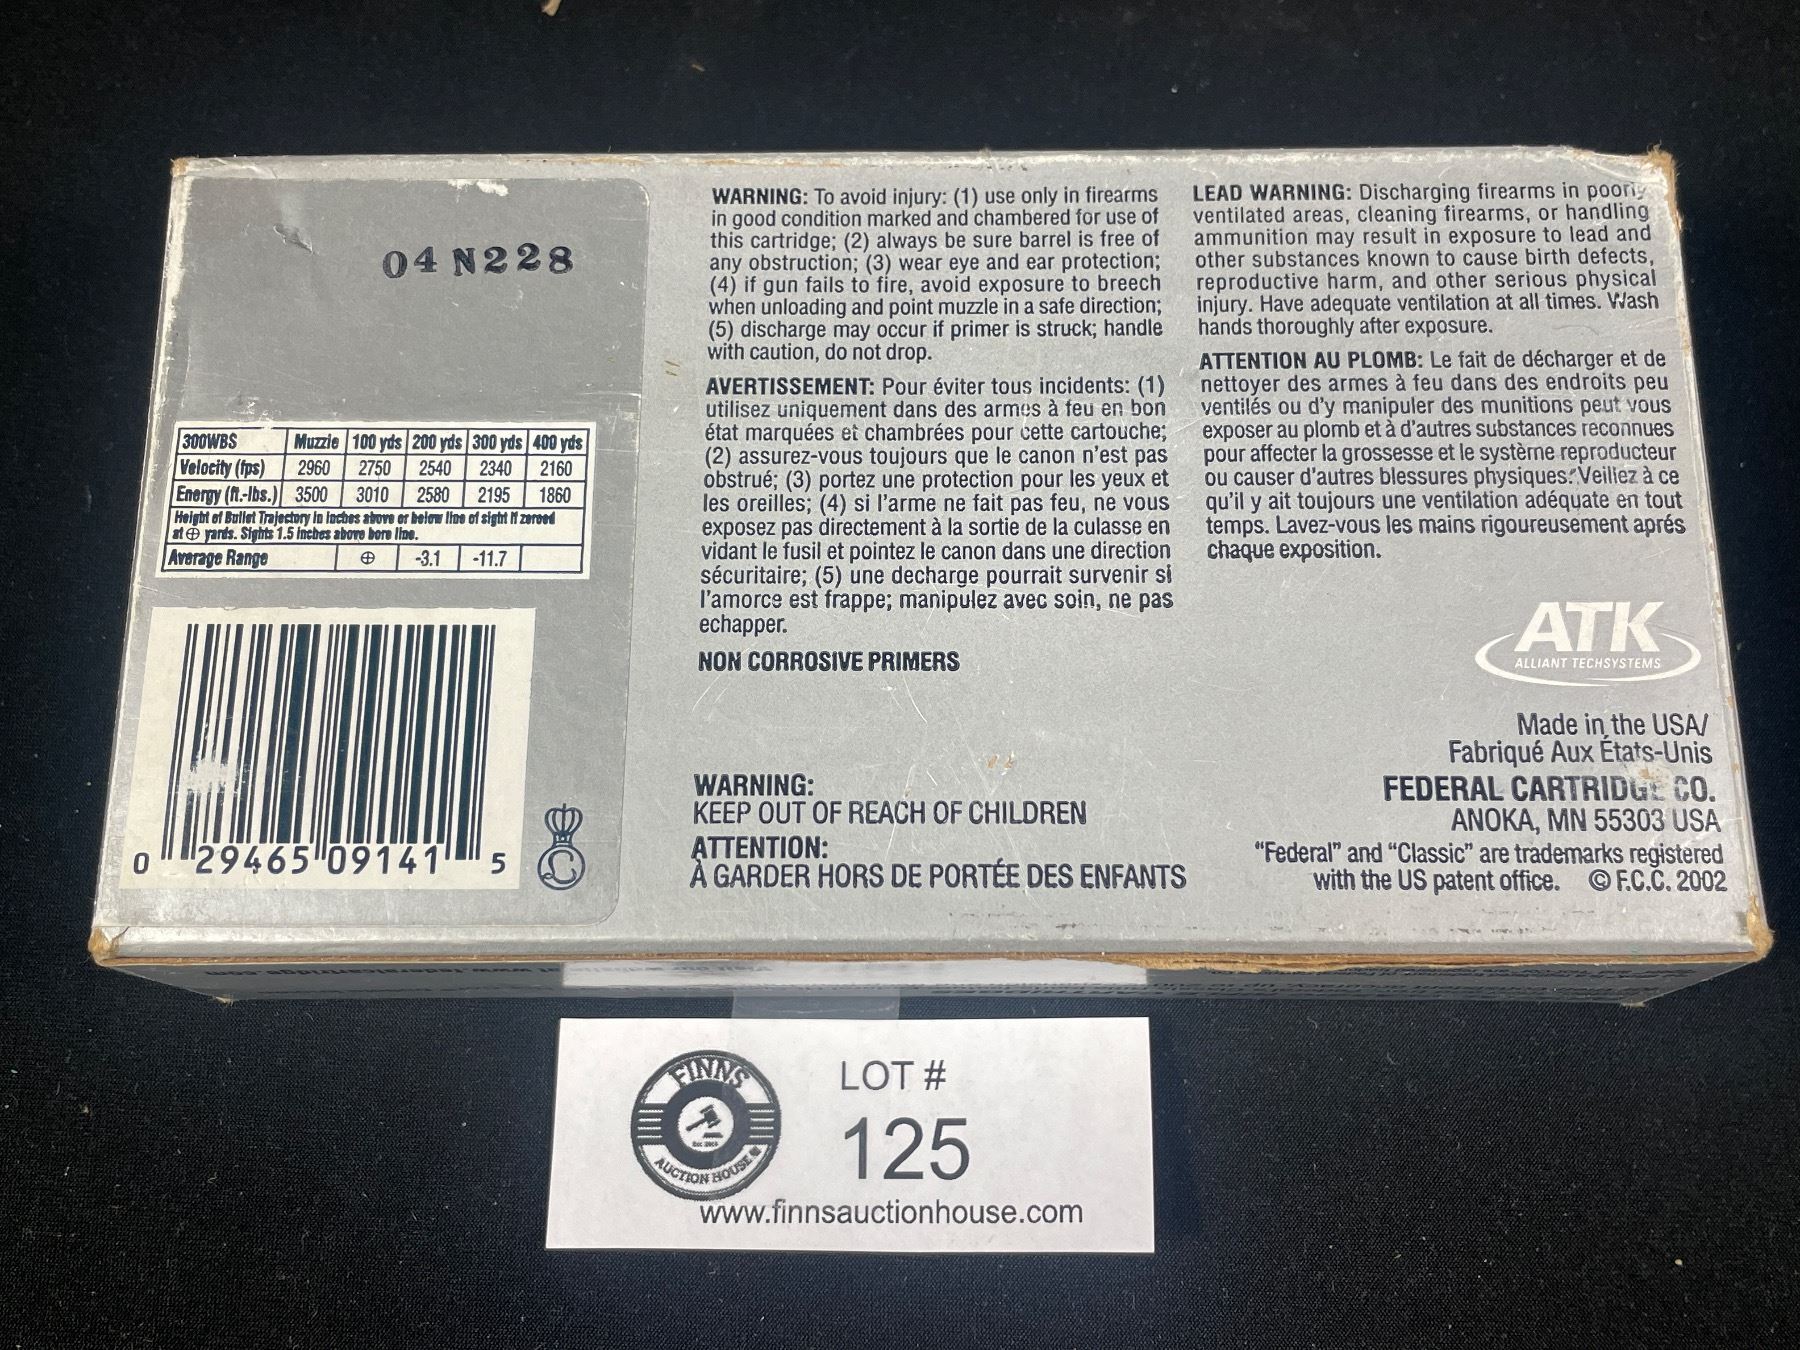 04 N228
300WBS Muzzle 100 yds 200 yds 300 yds 400 yds
Velocity (fps) 2960 2750 2540 2340 2160
Energy (ft.-lbs.) 3500 3010 2580 2195 1860
Height of Bullet Trajectory in inches above or below line of sight if zeroed
at ⊕ yards. Sights 1.5 inches above bore line.
Average Range ⊕ -3.1 -11.7
0 29465 09141 5
WARNING: To avoid injury: (1) use only in firearms
in good condition marked and chambered for use of
this cartridge; (2) always be sure barrel is free of
any obstruction; (3) wear eye and ear protection;
(4) if gun fails to fire, avoid exposure to breech
when unloading and point muzzle in a safe direction;
(5) discharge may occur if primer is struck; handle
with caution, do not drop.
AVERTISSEMENT: Pour éviter tous incidents: (1)
utilisez uniquement dans des armes à feu en bon
état marquées et chambrées pour cette cartouche;
(2) assurez-vous toujours que le canon n'est pas
obstrué; (3) portez une protection pour les yeux et
les oreilles; (4) si l'arme ne fait pas feu, ne vous
exposez pas directement à la sortie de la culasse en
vidant le fusil et pointez le canon dans une direction
sécuritaire; (5) une decharge pourrait survenir si
l'amorce est frappe; manipulez avec soin, ne pas
echapper.
NON CORROSIVE PRIMERS
WARNING:
KEEP OUT OF REACH OF CHILDREN
ATTENTION:
À GARDER HORS DE PORTÉE DES ENFANTS
LEAD WARNING: Discharging firearms in poorly
ventilated areas, cleaning firearms, or handling
ammunition may result in exposure to lead and
other substances known to cause birth defects,
reproductive harm, and other serious physical
injury. Have adequate ventilation at all times. Wash
hands thoroughly after exposure.
ATTENTION AU PLOMB: Le fait de décharger et de
nettoyer des armes à feu dans des endroits peu
ventilés ou d'y manipuler des munitions peut vous
exposer au plomb et à d'autres substances reconnues
pour affecter la grossesse et le système reproducteur
ou causer d'autres blessures physiques. Veillez à ce
qu'il y ait toujours une ventilation adéquate en tout
temps. Lavez-vous les mains rigoureusement aprés
chaque exposition.
ATK
ALLIANT TECHSYSTEMS
Made in the USA/
Fabriqué Aux États-Unis
FEDERAL CARTRIDGE CO.
ANOKA, MN 55303 USA
"Federal" and "Classic" are trademarks registered
with the US patent office. © F.C.C. 2002
www.federalcartridge.com
FINNS
AUCTION HOUSE
LOT #
125
www.finnsauctionhouse.com